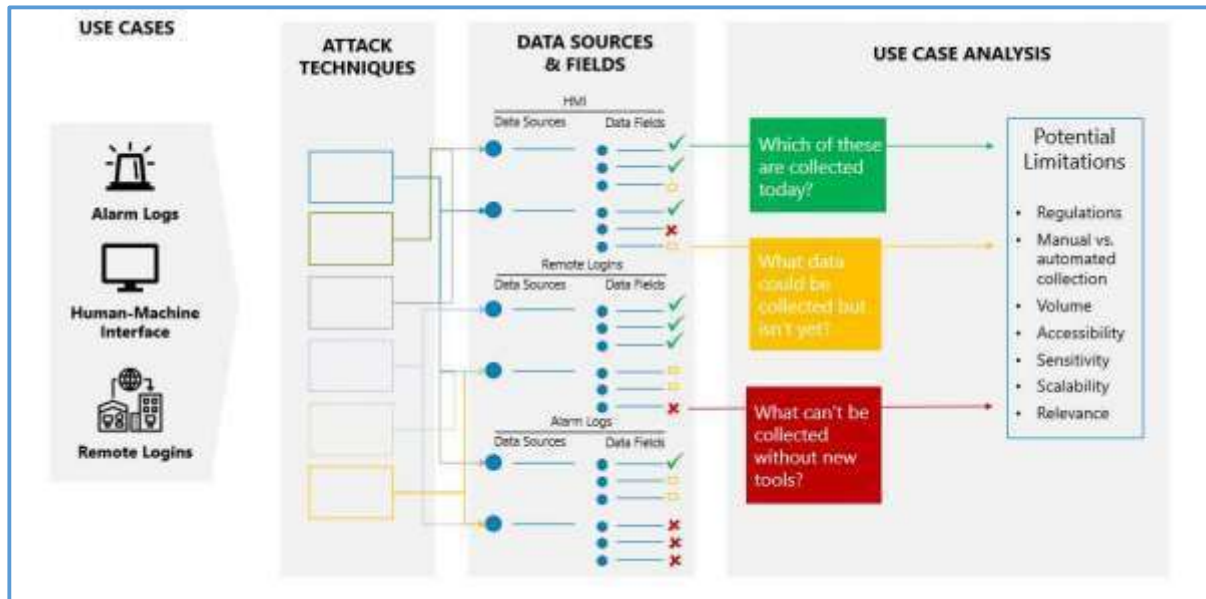 USE CASES
Alarm Logs
Human-Machine
Interface
Remote Logins
ATTACK
TECHNIQUES
DATA SOURCES
& FIELDS
HMI
Data Sources
Data Fields
Remote Logins
Data Sources
Data Fields
Alarm Logs
Data Sources
Data Fields
USE CASE ANALYSIS
Which of these
are collected
today?
What data
could be
collected but
isn't yet?
What can't be
collected
without new
tools?
Potential
Limitations
• Regulations
• Manual vs.
automated
collection
• Volume
• Accessibility
• Sensitivity
• Scalability
• Relevance